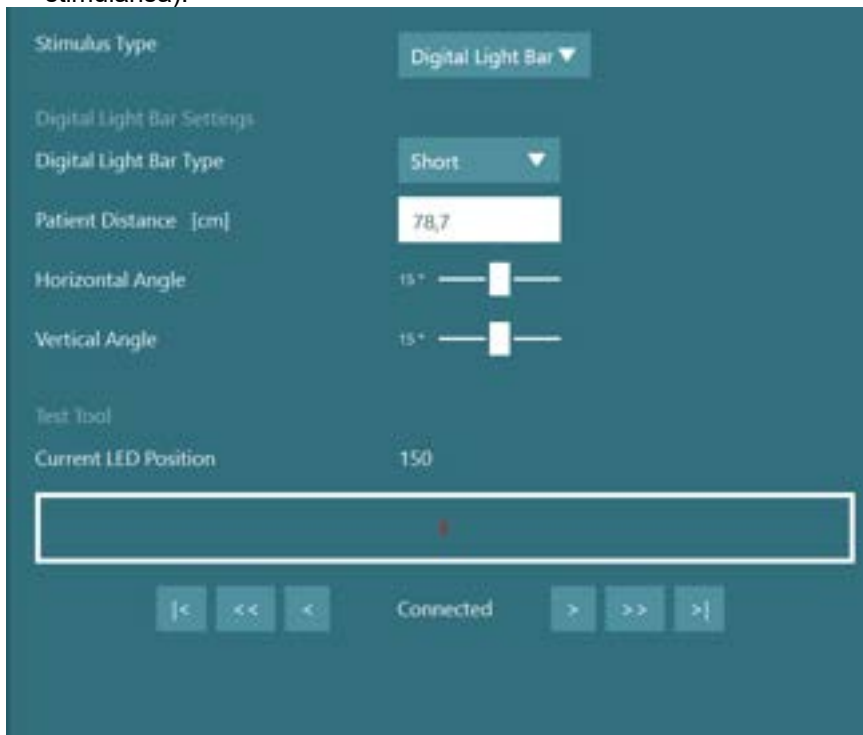 stimulansa).
Stimulus Type Digital Light Bar
Digital Light Bar Settings
Digital Light Bar Type Short
Patient Distance [cm] 78,7
Horizontal Angle 15°
Vertical Angle 15°
Test Tool
Current LED Position 150
|< << < Connected > >> >|